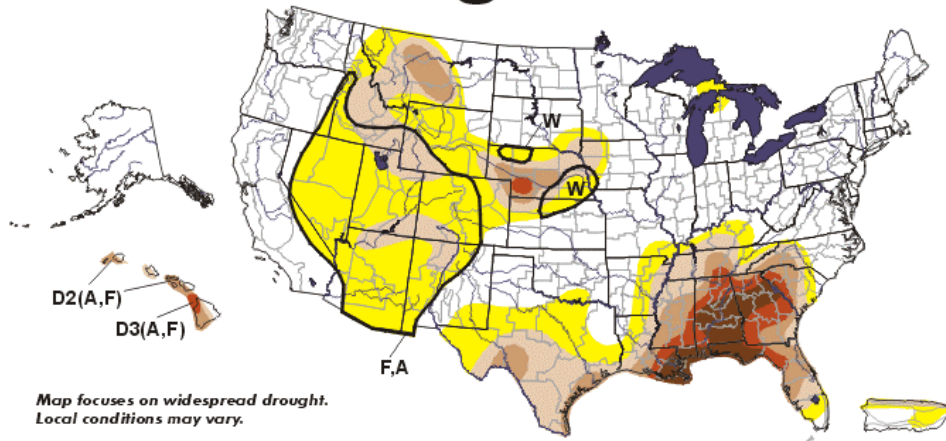 W
W
D2(A,F)
D3(A,F)
F,A
Map focuses on widespread drought.
Local conditions may vary.